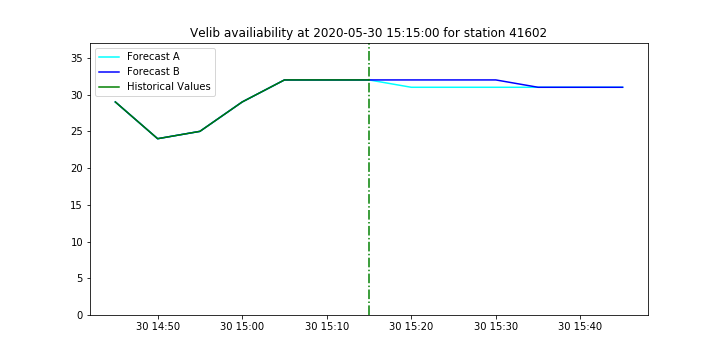 Velib availiability at 2020-05-30 15:15:00 for station 41602
Forecast A
Forecast B
Historical Values
35
30
25
20
15
10
5
0
30 14:50 30 15:00 30 15:10 30 15:20 30 15:30 30 15:40